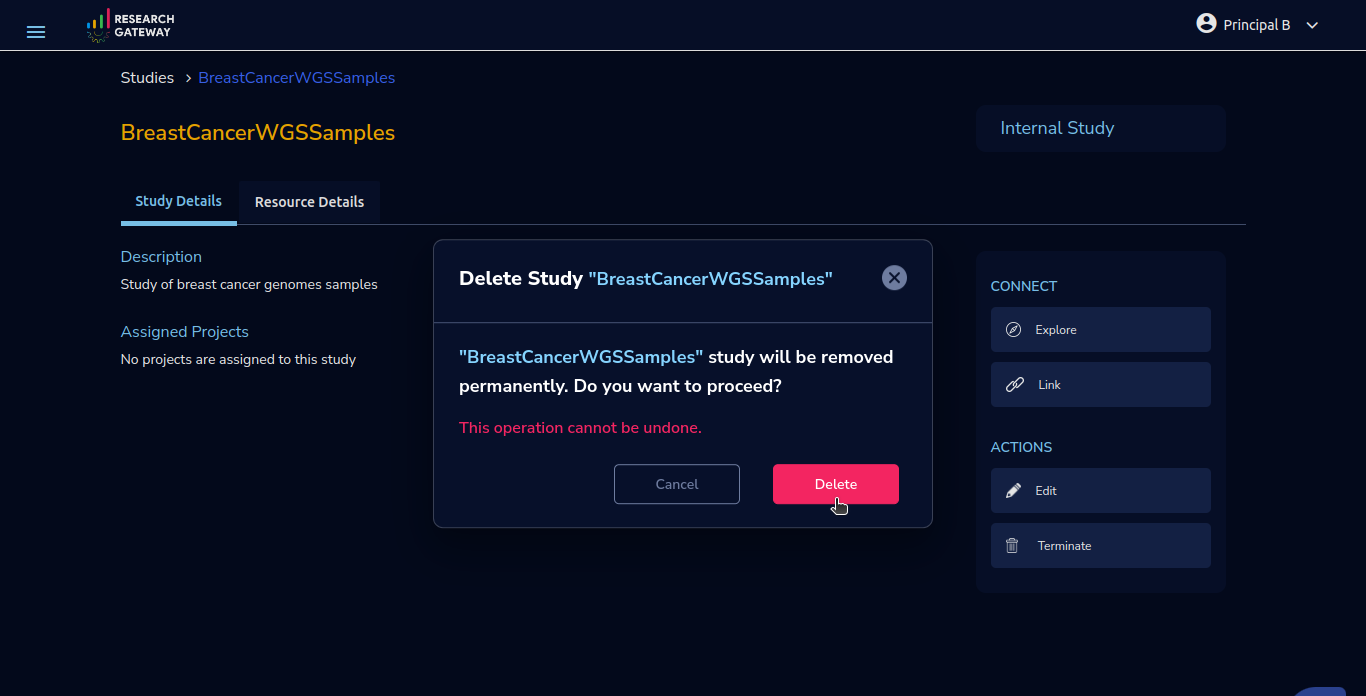 RESEARCH
GATEWAY
Principal B
Studies > BreastCancerWGSSamples
BreastCancerWGSSamples
Internal Study
Study Details
Resource Details
Description
Study of breast cancer genomes samples
Assigned Projects
No projects are assigned to this study
Delete Study "BreastCancerWGSSamples"
"BreastCancerWGSSamples" study will be removed
permanently. Do you want to proceed?
This operation cannot be undone.
Cancel
Delete
CONNECT
Explore
Link
ACTIONS
Edit
Terminate